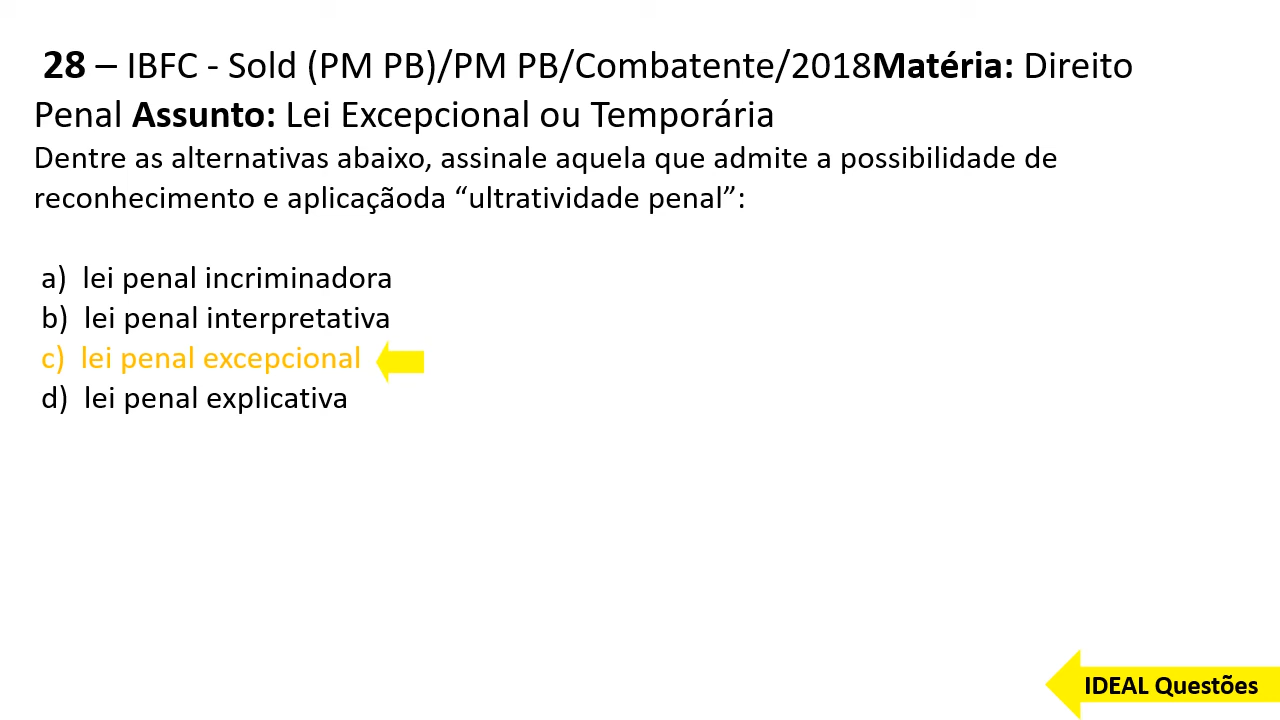 28 – IBFC - Sold (PM PB)/PM PB/Combatente/2018Matéria: Direito
Penal Assunto: Lei Excepcional ou Temporária
Dentre as alternativas abaixo, assinale aquela que admite a possibilidade de
reconhecimento e aplicaçãoda “ultratividade penal”:
a) lei penal incriminadora
b) lei penal interpretativa
c) lei penal excepcional
d) lei penal explicativa
IDEAL Questões